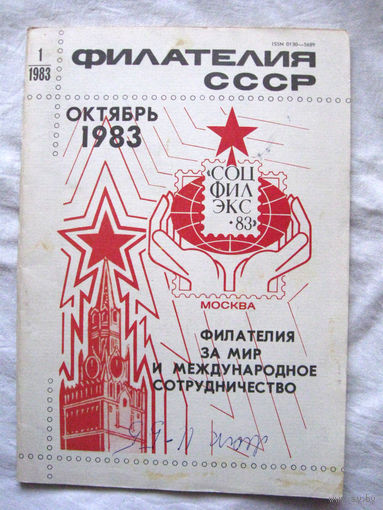 ISSN 0130—5689
1
1983
ФИЛАТЕЛИЯ
СССР
ОКТЯБРЬ
1983
«СОЦ
ФИЛ
ЭКС
·83»
МОСКВА
ФИЛАТЕЛИЯ
ЗА МИР
И МЕЖДУНАРОДНОЕ
СОТРУДНИЧЕСТВО